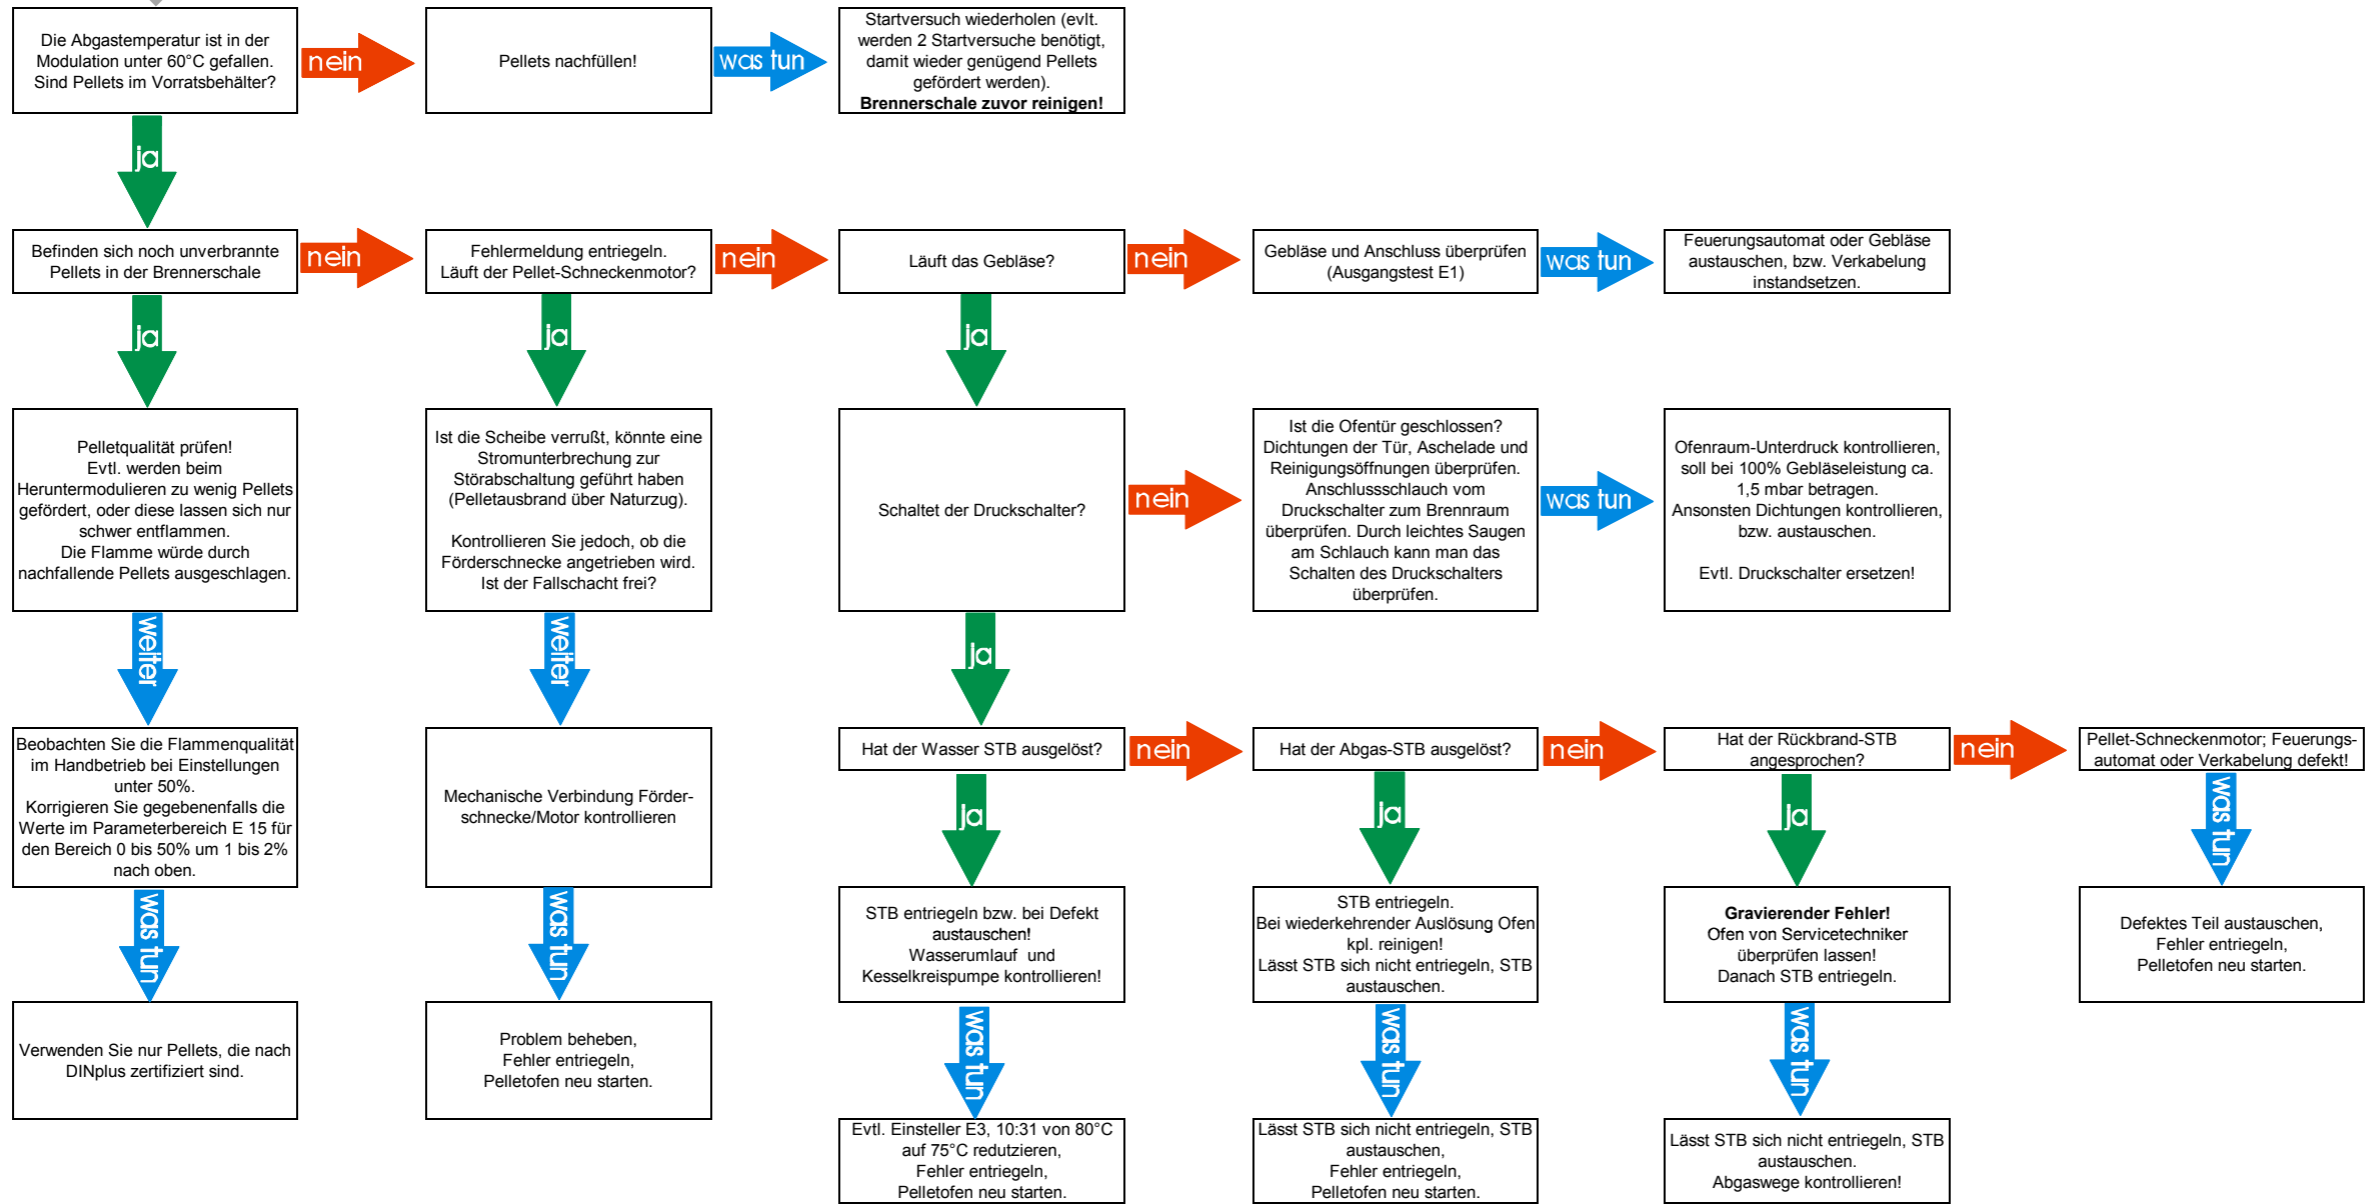 Die Abgastemperatur ist in der
Modulation unter 60°C gefallen.
Sind Pellets im Vorratsbehälter?
nein
Pellets nachfüllen!
was tun
Startversuch wiederholen (evlt.
werden 2 Startversuche benötigt,
damit wieder genügend Pellets
gefördert werden).
Brennerschale zuvor reinigen!
ja
Befinden sich noch unverbrannte
Pellets in der Brennerschale
nein
Fehlermeldung entriegeln.
Läuft der Pellet-Schneckenmotor?
nein
Läuft das Gebläse?
nein
Gebläse und Anschluss überprüfen
(Ausgangstest E1)
was tun
Feuerungsautomat oder Gebläse
austauschen, bzw. Verkabelung
instandsetzen.
ja
ja
ja
Pelletqualität prüfen!
Evtl. werden beim
Heruntermodulieren zu wenig Pellets
gefördert, oder diese lassen sich nur
schwer entflammen.
Die Flamme würde durch
nachfallende Pellets ausgeschlagen.
Ist die Scheibe verrußt, könnte eine
Stromunterbrechung zur
Störabschaltung geführt haben
(Pelletausbrand über Naturzug).
Kontrollieren Sie jedoch, ob die
Förderschnecke angetrieben wird.
Ist der Fallschacht frei?
Schaltet der Druckschalter?
nein
Ist die Ofentür geschlossen?
Dichtungen der Tür, Aschelade und
Reinigungsöffnungen überprüfen.
Anschlussschlauch vom
Druckschalter zum Brennraum
überprüfen. Durch leichtes Saugen
am Schlauch kann man das
Schalten des Druckschalters
überprüfen.
was tun
Ofenraum-Unterdruck kontrollieren,
soll bei 100% Gebläseleistung ca.
1,5 mbar betragen.
Ansonsten Dichtungen kontrollieren,
bzw. austauschen.
Evtl. Druckschalter ersetzen!
weiter
weiter
ja
Beobachten Sie die Flammenqualität
im Handbetrieb bei Einstellungen
unter 50%.
Korrigieren Sie gegebenenfalls die
Werte im Parameterbereich E 15 für
den Bereich 0 bis 50% um 1 bis 2%
nach oben.
Mechanische Verbindung Förder-
schnecke/Motor kontrollieren
Hat der Wasser STB ausgelöst?
nein
Hat der Abgas-STB ausgelöst?
nein
Hat der Rückbrand-STB
angesprochen?
nein
Pellet-Schneckenmotor; Feuerungs-
automat oder Verkabelung defekt!
ja
ja
ja
was tun
was tun
was tun
STB entriegeln bzw. bei Defekt
austauschen!
Wasserumlauf und
Kesselkreispumpe kontrollieren!
STB entriegeln.
Bei wiederkehrender Auslösung Ofen
kpl. reinigen!
Lässt STB sich nicht entriegeln, STB
austauschen.
Gravierender Fehler!
Ofen von Servicetechniker
überprüfen lassen!
Danach STB entriegeln.
Defektes Teil austauschen,
Fehler entriegeln,
Pelletofen neu starten.
Verwenden Sie nur Pellets, die nach
DINplus zertifiziert sind.
Problem beheben,
Fehler entriegeln,
Pelletofen neu starten.
was tun
was tun
was tun
Evtl. Einsteller E3, 10:31 von 80°C
auf 75°C redutzieren,
Fehler entriegeln,
Pelletofen neu starten.
Lässt STB sich nicht entriegeln, STB
austauschen,
Fehler entriegeln,
Pelletofen neu starten.
Lässt STB sich nicht entriegeln, STB
austauschen.
Abgaswege kontrollieren!